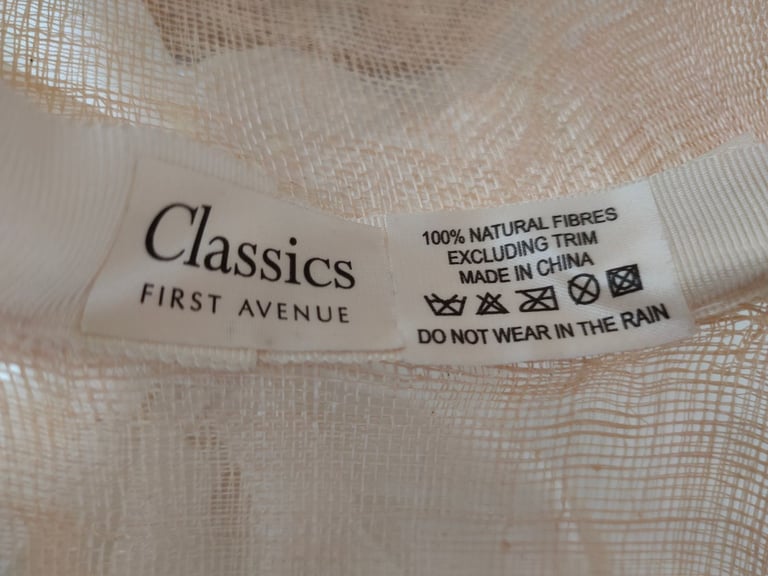 Classics
FIRST AVENUE
100% NATURAL FIBRES
EXCLUDING TRIM
MADE IN CHINA
DO NOT WEAR IN THE RAIN